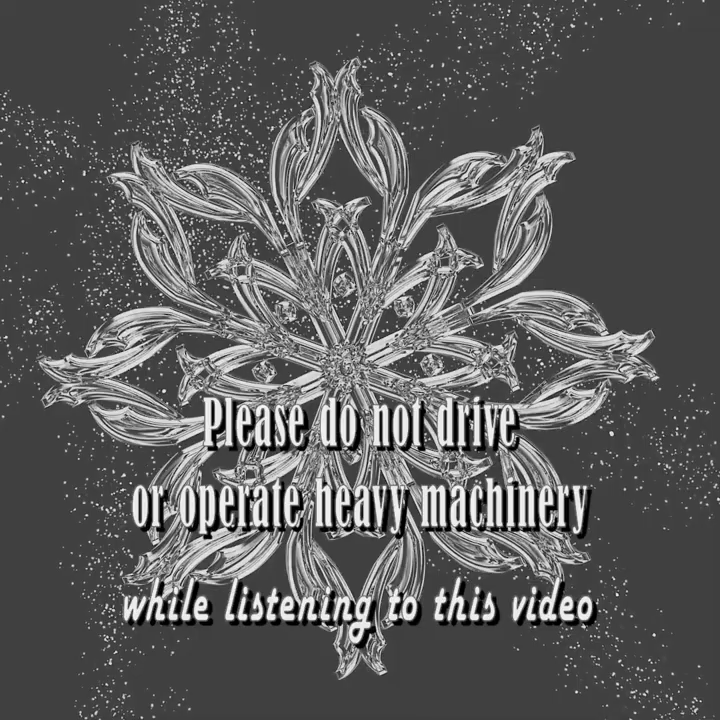 Please do not drive
or operate heavy machinery
while listening to this video